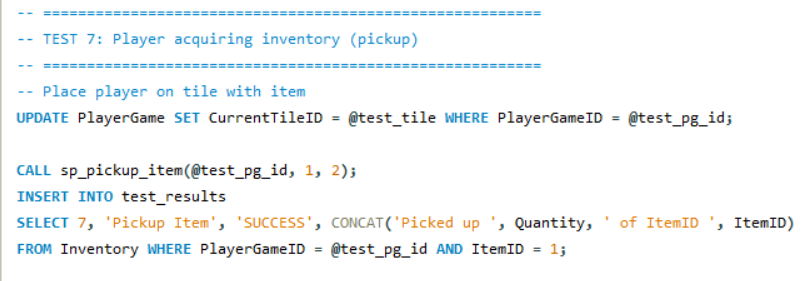 -- =========================================================
-- TEST 7: Player acquiring inventory (pickup)
-- =========================================================
-- Place player on tile with item
UPDATE PlayerGame SET CurrentTileID = @test_tile WHERE PlayerGameID = @test_pg_id;
CALL sp_pickup_item(@test_pg_id, 1, 2);
INSERT INTO test_results
SELECT 7, 'Pickup Item', 'SUCCESS', CONCAT('Picked up ', Quantity, ' of ItemID ', ItemID)
FROM Inventory WHERE PlayerGameID = @test_pg_id AND ItemID = 1;